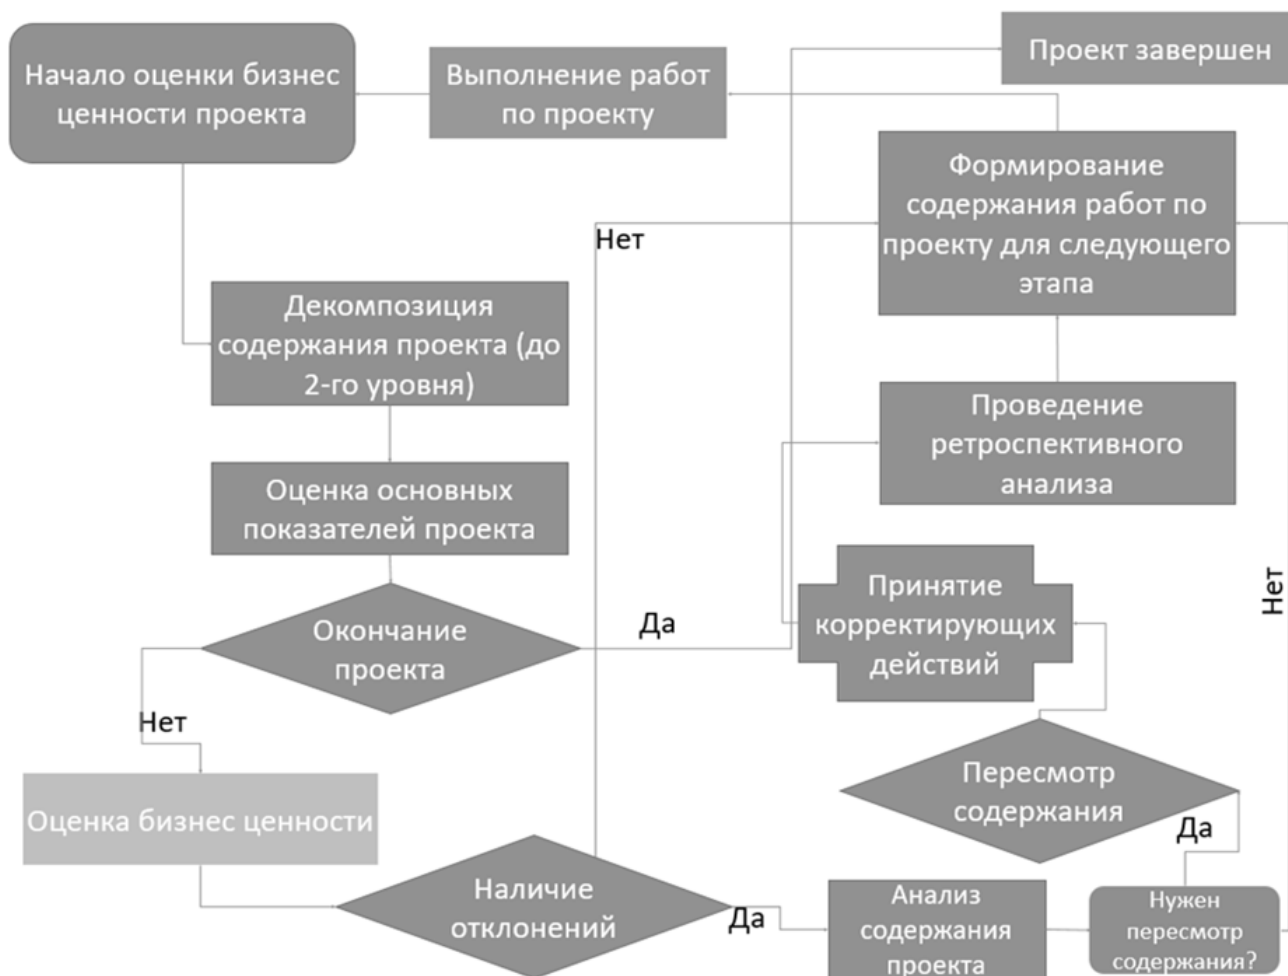 Начало оценки бизнес
ценности проекта
Выполнение работ
по проекту
Проект завершен
Формирование
содержания работ по
проекту для следующего
этапа
Нет
Декомпозиция
содержания проекта (до
2-го уровня)
Проведение
ретроспективного
анализа
Оценка основных
показателей проекта
Окончание
проекта
Да
Принятие
корректирующих
действий
Нет
Нет
Оценка бизнес ценности
Пересмотр
содержания
Да
Наличие
отклонений
Да
Анализ
содержания
проекта
Нужен
пересмотр
содержания?